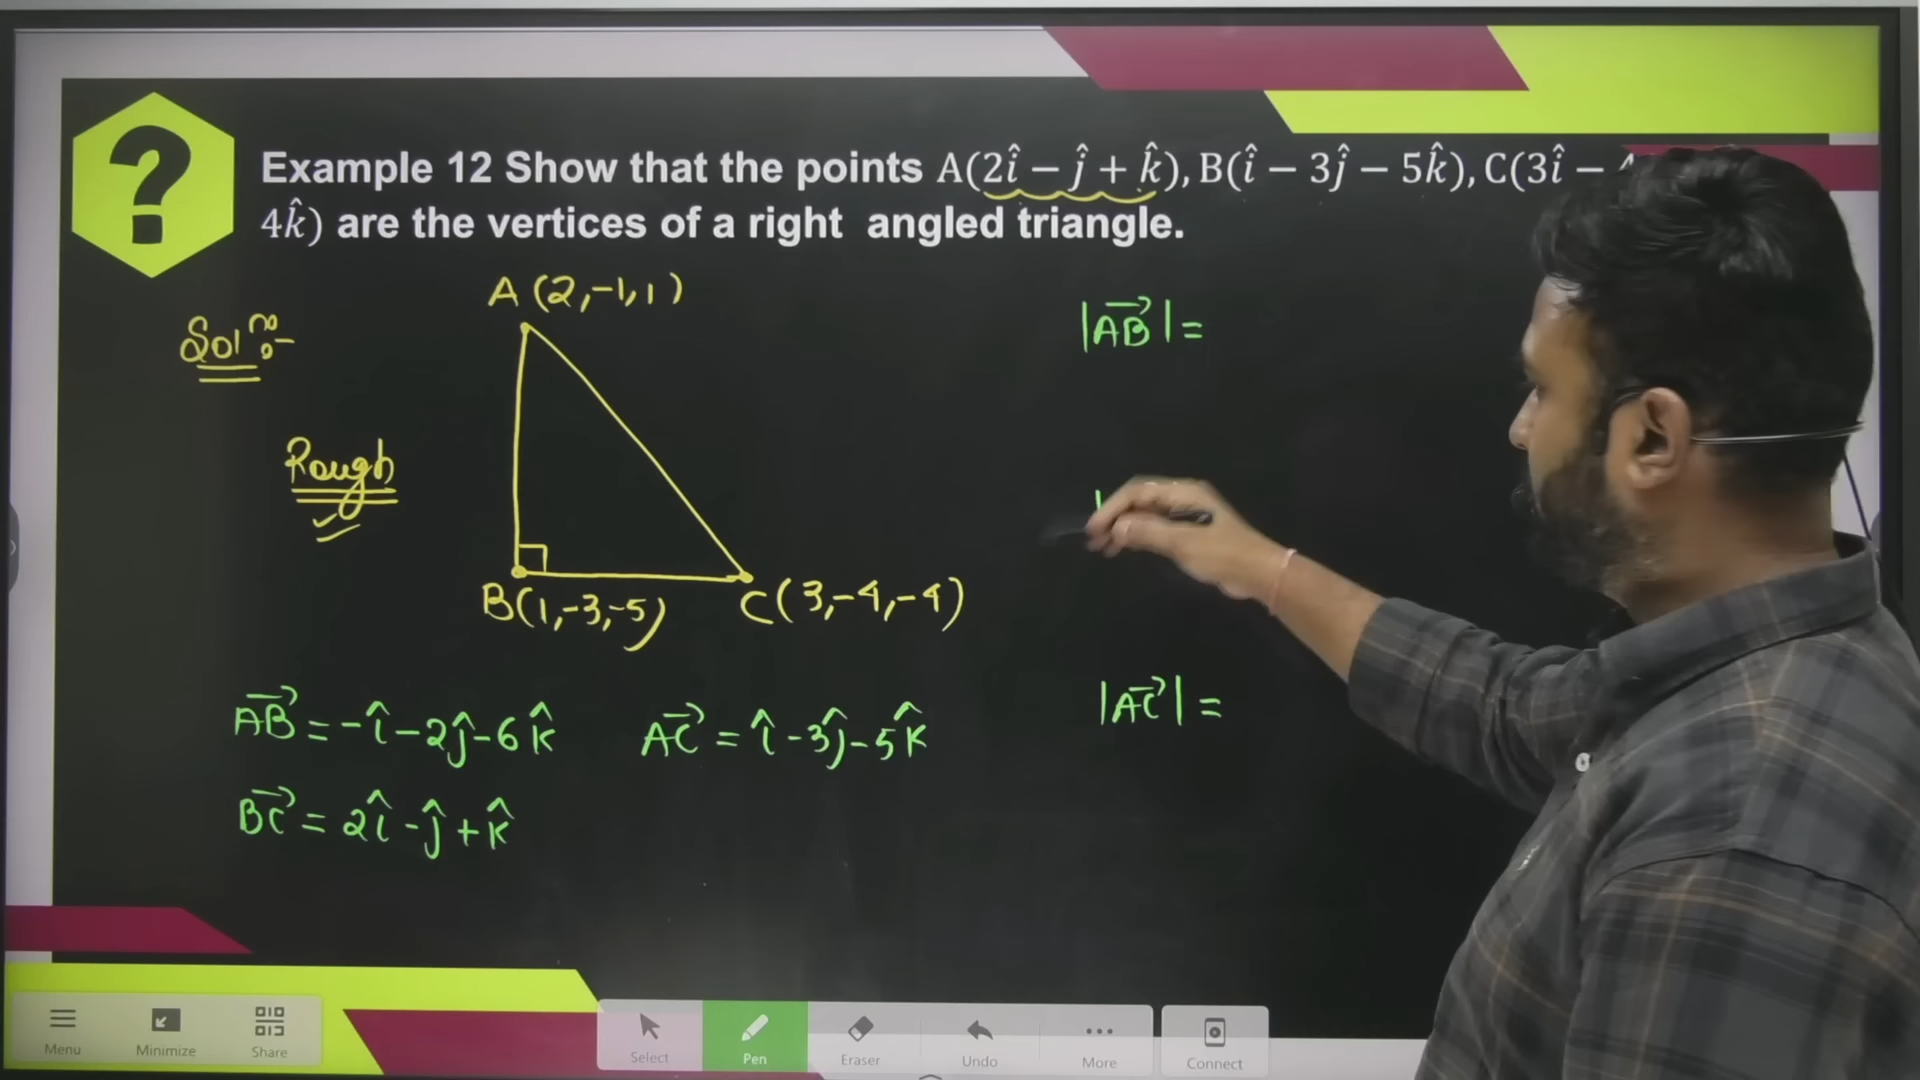 ?
Example 12 Show that the points A(2î − ĵ + k̂), B(î − 3ĵ − 5k̂), C(3î −
4k̂) are the vertices of a right angled triangle.
Solⁿ:-
A (2,-1,1)
|AB⃗| =
Rough
B(1,-3,-5)
C(3,-4,-4)
|AC⃗| =
AB⃗ = -î-2ĵ-6k̂
AC⃗ = î-3ĵ-5k̂
BC⃗ = 2î-ĵ+k̂
Menu
Minimize
Share
Select
Pen
Eraser
Undo
More
Connect